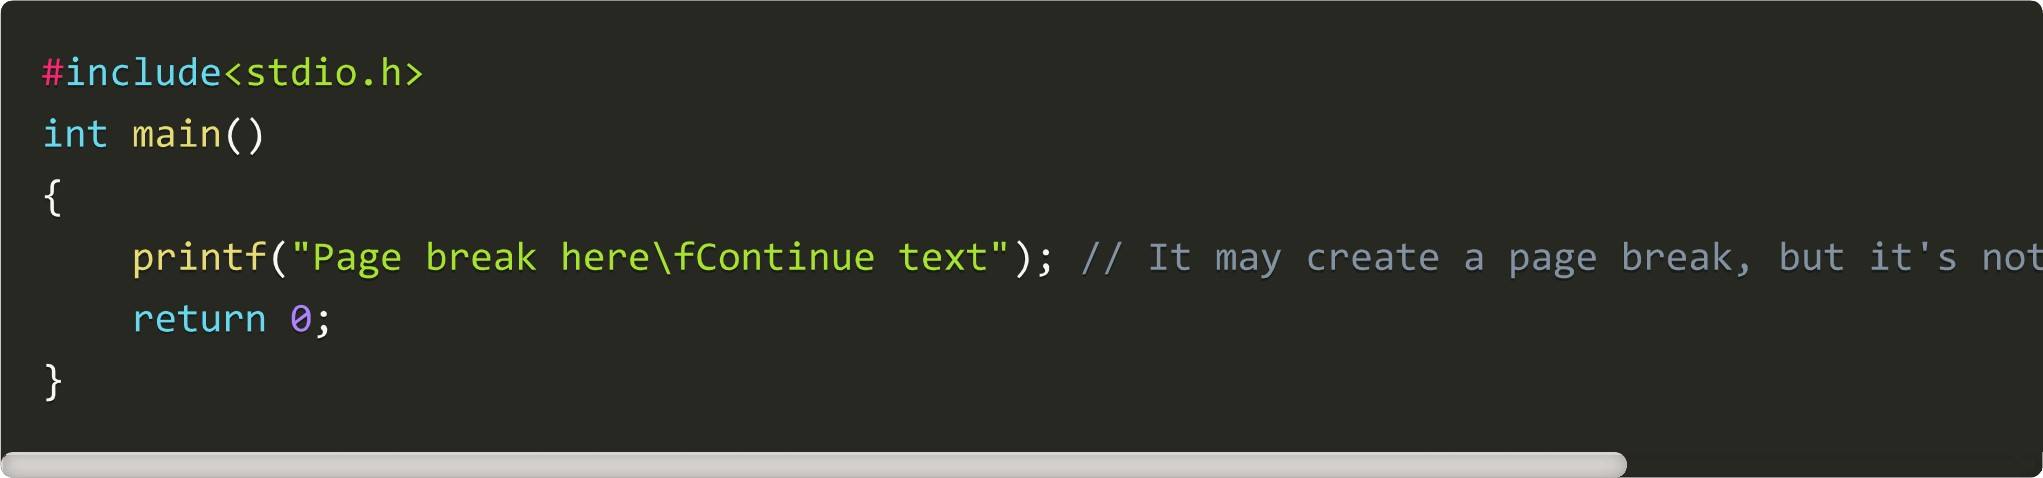 #include<stdio.h>
int main()
{
    printf("Page break here\fContinue text"); // It may create a page break, but it's not
    return 0;
}